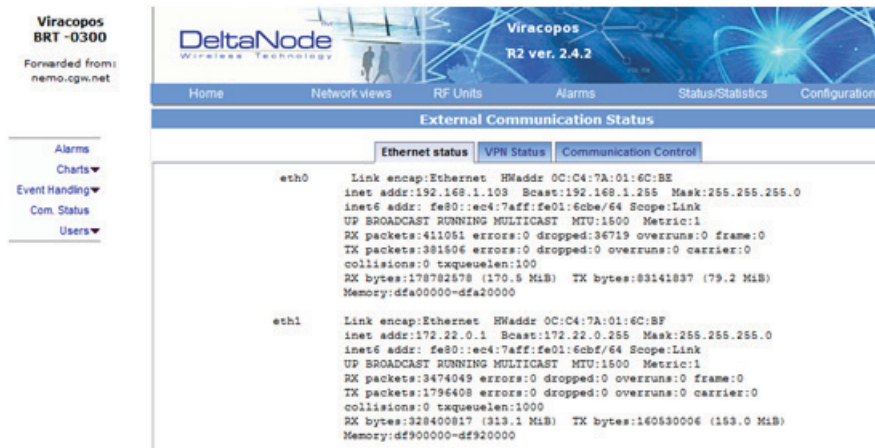 Viracopos
BRT -0300
Forwarded from:
nemo.cgw.net
DeltaNode
Wireless Technology
Viracopos
R2 ver. 2.4.2
Home Network views RF Units Alarms Status/Statistics Configuration
External Communication Status
Alarms
Charts
Event Handling
Com. Status
Users
Ethernet status VPN Status Communication Control
eth0 Link encap:Ethernet HWaddr 0C:C4:7A:01:6C:BE
inet addr:192.168.1.103 Bcast:192.168.1.255 Mask:255.255.255.0
inet6 addr: fe80::ec4:7aff:fe01:6cbe/64 Scope:Link
UP BROADCAST RUNNING MULTICAST MTU:1500 Metric:1
RX packets:411051 errors:0 dropped:36719 overruns:0 frame:0
TX packets:381506 errors:0 dropped:0 overruns:0 carrier:0
collisions:0 txqueuelen:100
RX bytes:178782578 (170.5 MiB) TX bytes:83141837 (79.2 MiB)
Memory:dfa00000-dfa20000
eth1 Link encap:Ethernet HWaddr 0C:C4:7A:01:6C:BF
inet addr:172.22.0.1 Bcast:172.22.0.255 Mask:255.255.255.0
inet6 addr: fe80::ec4:7aff:fe01:6cbf/64 Scope:Link
UP BROADCAST RUNNING MULTICAST MTU:1500 Metric:1
RX packets:3474049 errors:0 dropped:0 overruns:0 frame:0
TX packets:1796408 errors:0 dropped:0 overruns:0 carrier:0
collisions:0 txqueuelen:1000
RX bytes:328400817 (313.1 MiB) TX bytes:160530006 (153.0 MiB)
Memory:df900000-df920000